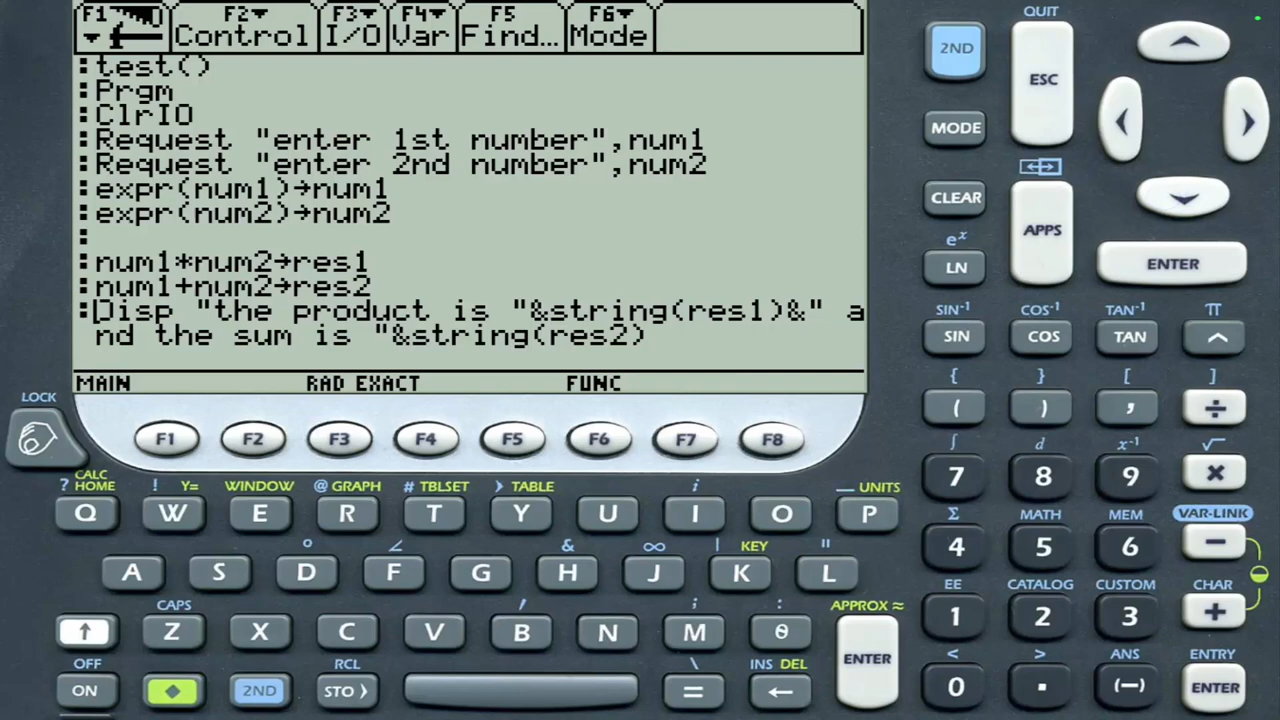 F1 F2 F3 F4 F5 F6
Control I/O Var Find... Mode
:test()
:Prgm
:ClrIO
:Request "enter 1st number",num1
:Request "enter 2nd number",num2
:expr(num1)→num1
:expr(num2)→num2
:
:num1*num2→res1
:num1+num2→res2
:Disp "the product is "&string(res1)&" a
nd the sum is "&string(res2)
MAIN RAD EXACT FUNC
QUIT
2ND ESC
MODE
CLEAR APPS
eˣ
LN ENTER
SIN⁻¹ COS⁻¹ TAN⁻¹ π
SIN COS TAN ^
{ } [ ]
( ) , ÷
∫ d x⁻¹ √
7 8 9 ×
Σ MATH MEM VAR-LINK
4 5 6 −
EE CATALOG CUSTOM CHAR
1 2 3 +
< > ANS ENTRY
0 . (−) ENTER
LOCK
F1 F2 F3 F4 F5 F6 F7 F8
? CALC HOME ! Y= WINDOW @ GRAPH # TBLSET › TABLE i _ UNITS
Q W E R T Y U I O P
° ∠ & ∞ | KEY "
A S D F G H J K L
CAPS ' ; : APPROX ≈
↑ Z X C V B N M θ ENTER
OFF RCL \ INS DEL
ON ◆ 2ND STO› = ←